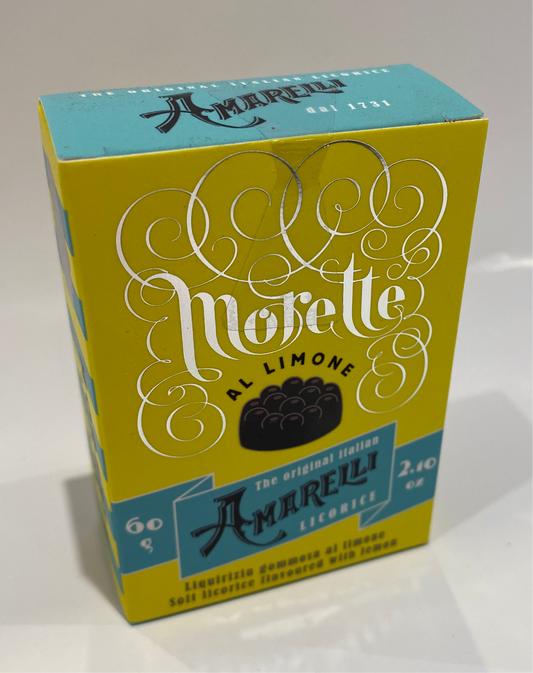 THE ORIGINAL ITALIAN LICORICE
AMARELLI
dal 1731
Morette
AL LIMONE
The original italian
AMARELLI
LICORICE
60
g
2.10
oz
Liquirizia gommosa al limone
Soft licorice flavoured with lemon